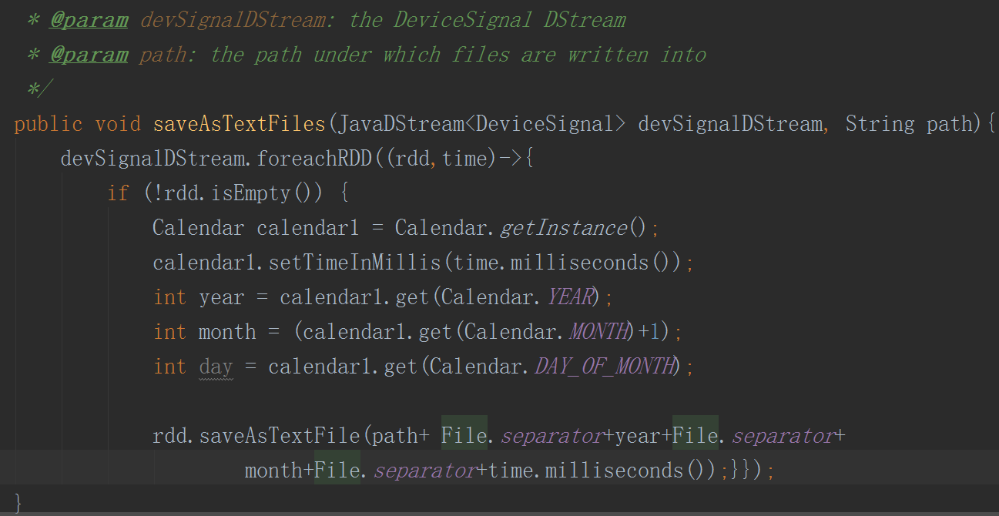 * @param devSignalDStream: the DeviceSignal DStream
* @param path: the path under which files are written into
*/
public void saveAsTextFiles(JavaDStream<DeviceSignal> devSignalDStream, String path){
devSignalDStream.foreachRDD((rdd,time)->{
if (!rdd.isEmpty()) {
Calendar calendar1 = Calendar.getInstance();
calendar1.setTimeInMillis(time.milliseconds());
int year = calendar1.get(Calendar.YEAR);
int month = (calendar1.get(Calendar.MONTH)+1);
int day = calendar1.get(Calendar.DAY_OF_MONTH);
rdd.saveAsTextFile(path+ File.separator+year+File.separator+
month+File.separator+time.milliseconds());}});
}